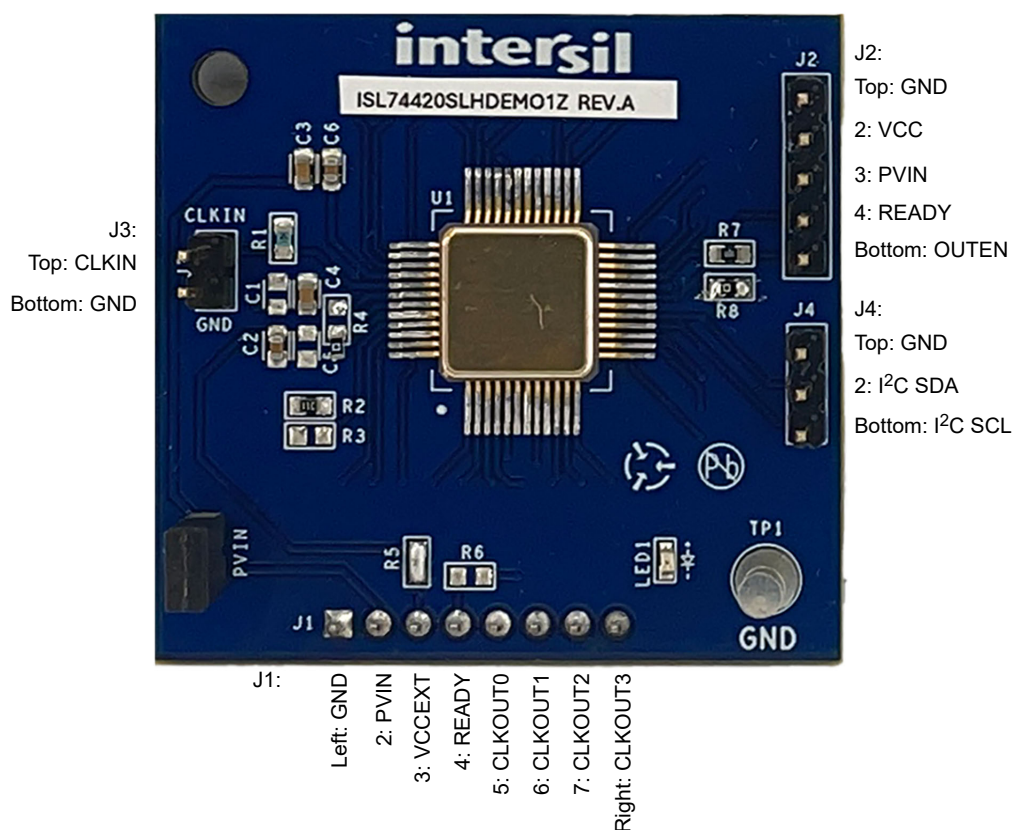 intersil
ISL74420SLHDEMO1Z REV.A
J2
J2:
Top: GND
2: VCC
3: PVIN
4: READY
Bottom: OUTEN
C3
C6
U1
CLKIN
R1
J3:
Top: CLKIN
Bottom: GND
R7
R8
C4
C1
R4
GND
C2
J4
J4:
Top: GND
2: I²C SDA
Bottom: I²C SCL
R2
R3
Pb
PVIN
R5
R6
LED1
TP1
GND
J1
J1:
Left: GND
2: PVIN
3: VCCEXT
4: READY
5: CLKOUT0
6: CLKOUT1
7: CLKOUT2
Right: CLKOUT3